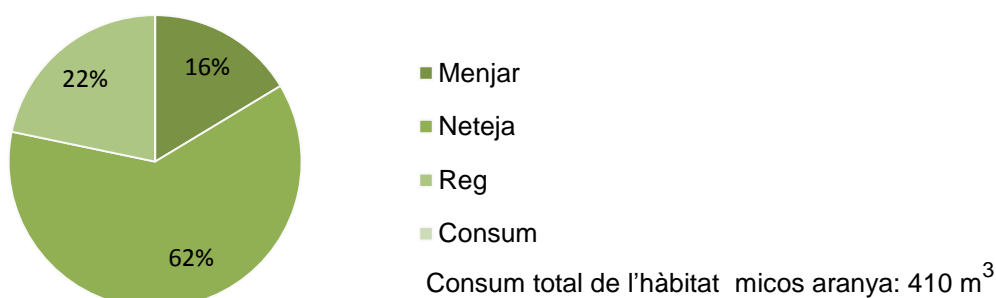 16%
22%
62%
Menjar
Neteja
Reg
Consum
Consum total de l’hàbitat micos aranya: 410 m³